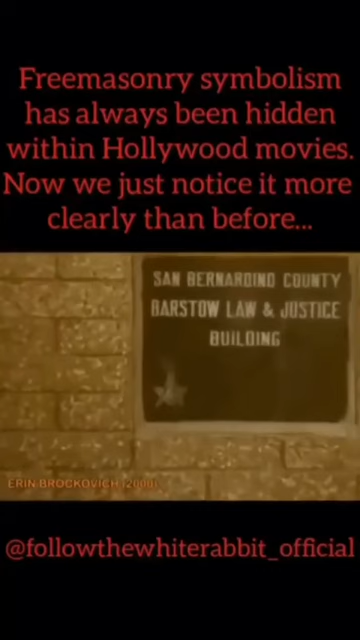 Freemasonry symbolism
has always been hidden
within Hollywood movies.
Now we just notice it more
clearly than before...
SAN BERNARDINO COUNTY
BARSTOW LAW & JUSTICE
BUILDING
ERIN BROCKOVICH (2000)
@followthewhiterabbit_official